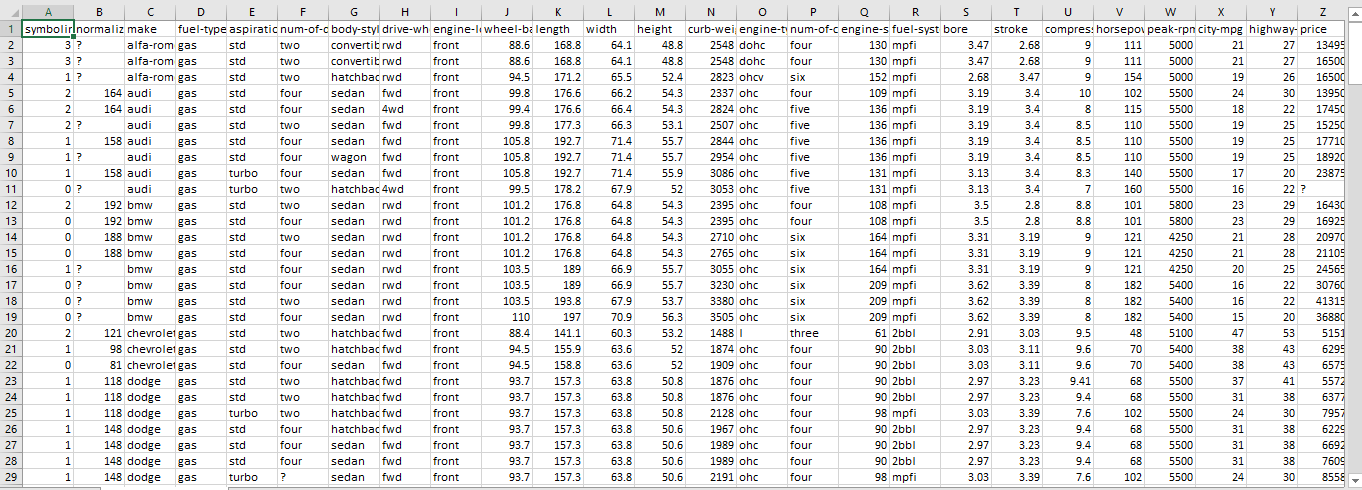 A B C D E F G H I J K L M N O P Q R S T U V W X Y Z
1 symbolin normaliz make fuel-type aspiratio num-of-c body-styl drive-wh engine-lo wheel-ba length width height curb-wei engine-ty num-of-c engine-s fuel-syst bore stroke compres horsepov peak-rpm city-mpg highway- price
2 3 ? alfa-rom gas std two convertib rwd front 88.6 168.8 64.1 48.8 2548 dohc four 130 mpfi 3.47 2.68 9 111 5000 21 27 13495
3 3 ? alfa-rom gas std two convertib rwd front 88.6 168.8 64.1 48.8 2548 dohc four 130 mpfi 3.47 2.68 9 111 5000 21 27 16500
4 1 ? alfa-rom gas std two hatchbac rwd front 94.5 171.2 65.5 52.4 2823 ohcv six 152 mpfi 2.68 3.47 9 154 5000 19 26 16500
5 2 164 audi gas std four sedan fwd front 99.8 176.6 66.2 54.3 2337 ohc four 109 mpfi 3.19 3.4 10 102 5500 24 30 13950
6 2 164 audi gas std four sedan 4wd front 99.4 176.6 66.4 54.3 2824 ohc five 136 mpfi 3.19 3.4 8 115 5500 18 22 17450
7 2 ? audi gas std two sedan fwd front 99.8 177.3 66.3 53.1 2507 ohc five 136 mpfi 3.19 3.4 8.5 110 5500 19 25 15250
8 1 158 audi gas std four sedan fwd front 105.8 192.7 71.4 55.7 2844 ohc five 136 mpfi 3.19 3.4 8.5 110 5500 19 25 17710
9 1 ? audi gas std four wagon fwd front 105.8 192.7 71.4 55.7 2954 ohc five 136 mpfi 3.19 3.4 8.5 110 5500 19 25 18920
10 1 158 audi gas turbo four sedan fwd front 105.8 192.7 71.4 55.9 3086 ohc five 131 mpfi 3.13 3.4 8.3 140 5500 17 20 23875
11 0 ? audi gas turbo two hatchbac 4wd front 99.5 178.2 67.9 52 3053 ohc five 131 mpfi 3.13 3.4 7 160 5500 16 22 ?
12 2 192 bmw gas std two sedan rwd front 101.2 176.8 64.8 54.3 2395 ohc four 108 mpfi 3.5 2.8 8.8 101 5800 23 29 16430
13 0 192 bmw gas std four sedan rwd front 101.2 176.8 64.8 54.3 2395 ohc four 108 mpfi 3.5 2.8 8.8 101 5800 23 29 16925
14 0 188 bmw gas std two sedan rwd front 101.2 176.8 64.8 54.3 2710 ohc six 164 mpfi 3.31 3.19 9 121 4250 21 28 20970
15 0 188 bmw gas std four sedan rwd front 101.2 176.8 64.8 54.3 2765 ohc six 164 mpfi 3.31 3.19 9 121 4250 21 28 21105
16 1 ? bmw gas std four sedan rwd front 103.5 189 66.9 55.7 3055 ohc six 164 mpfi 3.31 3.19 9 121 4250 20 25 24565
17 0 ? bmw gas std four sedan rwd front 103.5 189 66.9 55.7 3230 ohc six 209 mpfi 3.62 3.39 8 182 5400 16 22 30760
18 0 ? bmw gas std two sedan rwd front 103.5 193.8 67.9 53.7 3380 ohc six 209 mpfi 3.62 3.39 8 182 5400 16 22 41315
19 0 ? bmw gas std four sedan rwd front 110 197 70.9 56.3 3505 ohc six 209 mpfi 3.62 3.39 8 182 5400 15 20 36880
20 2 121 chevrolet gas std two hatchbac fwd front 88.4 141.1 60.3 53.2 1488 l three 61 2bbl 2.91 3.03 9.5 48 5100 47 53 5151
21 1 98 chevrolet gas std two hatchbac fwd front 94.5 155.9 63.6 52 1874 ohc four 90 2bbl 3.03 3.11 9.6 70 5400 38 43 6295
22 0 81 chevrolet gas std four sedan fwd front 94.5 158.8 63.6 52 1909 ohc four 90 2bbl 3.03 3.11 9.6 70 5400 38 43 6575
23 1 118 dodge gas std two hatchbac fwd front 93.7 157.3 63.8 50.8 1876 ohc four 90 2bbl 2.97 3.23 9.41 68 5500 37 41 5572
24 1 118 dodge gas std two hatchbac fwd front 93.7 157.3 63.8 50.8 1876 ohc four 90 2bbl 2.97 3.23 9.4 68 5500 31 38 6377
25 1 118 dodge gas turbo two hatchbac fwd front 93.7 157.3 63.8 50.8 2128 ohc four 98 mpfi 3.03 3.39 7.6 102 5500 24 30 7957
26 1 148 dodge gas std four hatchbac fwd front 93.7 157.3 63.8 50.6 1967 ohc four 90 2bbl 2.97 3.23 9.4 68 5500 31 38 6229
27 1 148 dodge gas std four sedan fwd front 93.7 157.3 63.8 50.6 1989 ohc four 90 2bbl 2.97 3.23 9.4 68 5500 31 38 6692
28 1 148 dodge gas std four sedan fwd front 93.7 157.3 63.8 50.6 1989 ohc four 90 2bbl 2.97 3.23 9.4 68 5500 31 38 7609
29 1 148 dodge gas turbo ? sedan fwd front 93.7 157.3 63.8 50.6 2191 ohc four 98 mpfi 3.03 3.39 7.6 102 5500 24 30 8558